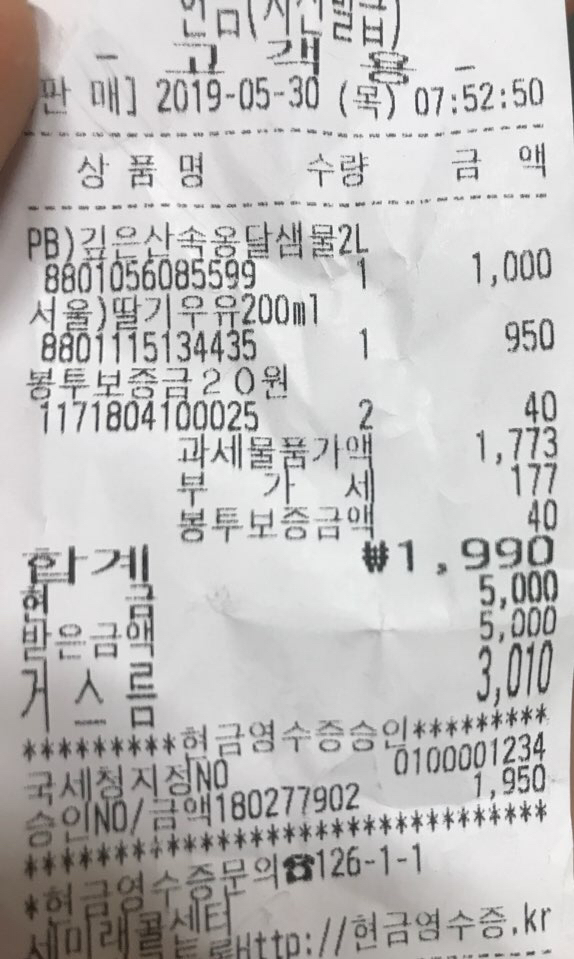 현금(자진발급)
고 객 용
판 매] 2019-05-30 (목) 07:52:50
상 품 명 수량 금 액
PB)깊은산속옹달샘물2L
8801056085599 1 1,000
서울)딸기우유200ml
8801115134435 1 950
봉투보증금20원
1171804100025 2 40
과세물품가액 1,773
부 가 세 177
봉투보증금액 40
합계 ₩1,990
현 금 5,000
받은금액 5,000
거 스 름 3,010
*********현금영수증승인*********
국세청지정NO 0100001234
승인NO/금액180277902 1,950
********************************
*현금영수증문의☎126-1-1
세미래콜센터
Http://현금영수증.kr